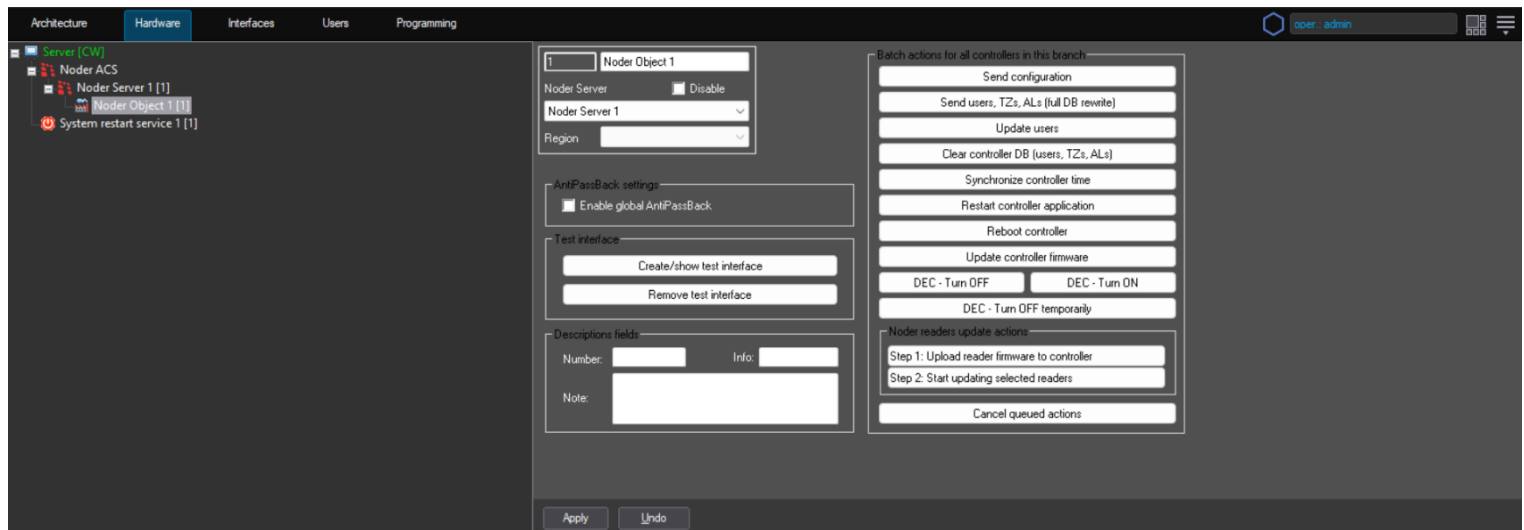 Architecture Hardware Interfaces Users Programming oper.: admin
Server [CW]
Noder ACS
Noder Server 1 [1]
Noder Object 1 [1]
System restart service 1 [1]
1 Noder Object 1
Noder Server Disable
Noder Server 1
Region
AntiPassBack settings
Enable global AntiPassBack
Test interface
Create/show test interface
Remove test interface
Descriptions fields
Number: Info:
Note:
Batch actions for all controllers in this branch
Send configuration
Send users, TZs, ALs (full DB rewrite)
Update users
Clear controller DB (users, TZs, ALs)
Synchronize controller time
Restart controller application
Reboot controller
Update controller firmware
DEC - Turn OFF DEC - Turn ON
DEC - Turn OFF temporarily
Noder readers update actions
Step 1: Upload reader firmware to controller
Step 2: Start updating selected readers
Cancel queued actions
Apply Undo